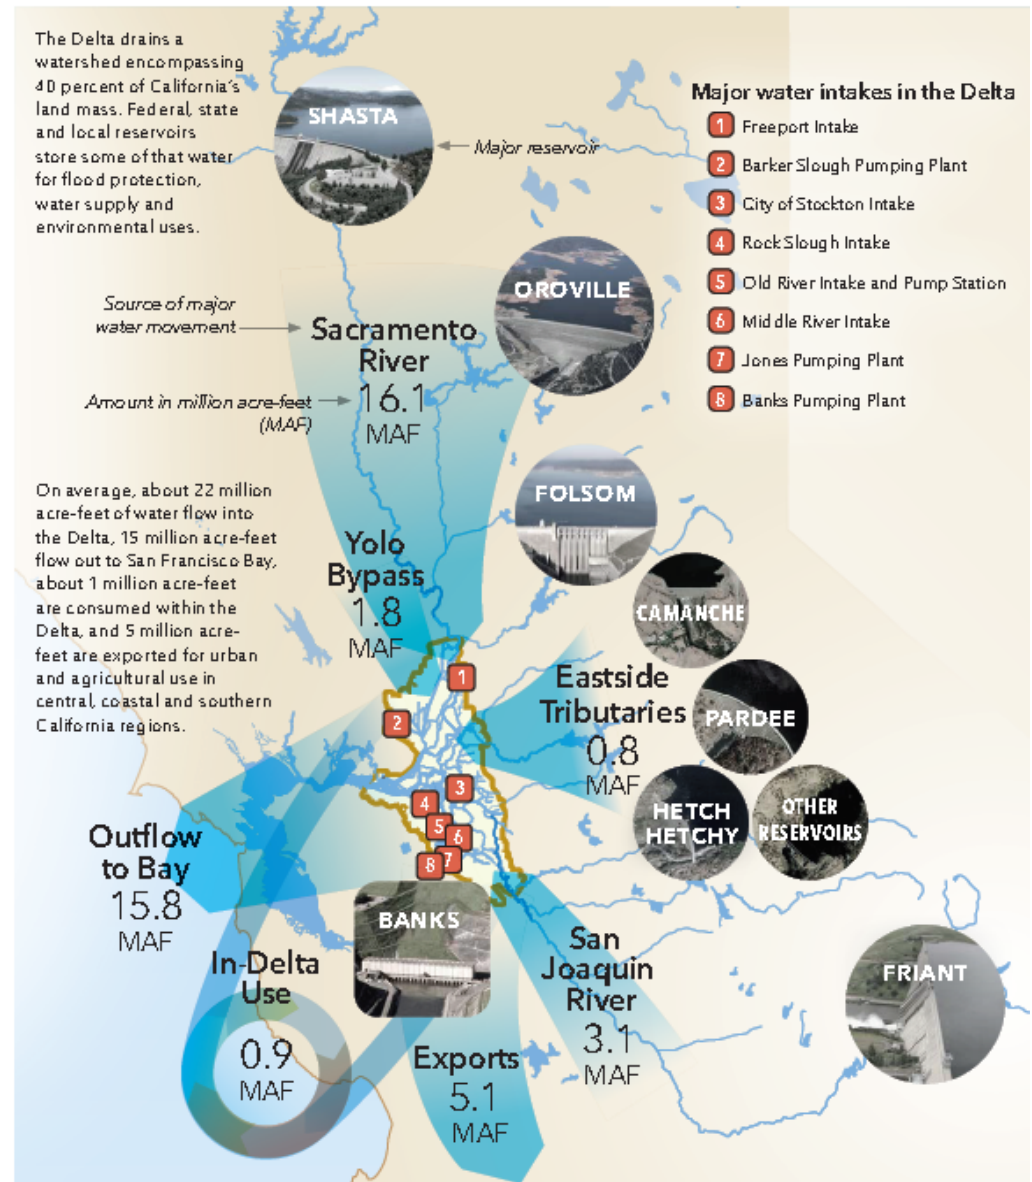 The Delta drains a
watershed encompassing
40 percent of California's
land mass. Federal, state
and local reservoirs
store some of that water
for flood protection,
water supply and
environmental uses.
SHASTA
Major reservoir
Major water intakes in the Delta
1 Freeport Intake
2 Barker Slough Pumping Plant
3 City of Stockton Intake
4 Rock Slough Intake
5 Old River Intake and Pump Station
6 Middle River Intake
7 Jones Pumping Plant
8 Banks Pumping Plant
OROVILLE
Source of major
water movement
Sacramento
River
16.1
MAF
Amount in million acre-feet
(MAF)
On average, about 22 million
acre-feet of water flow into
the Delta, 15 million acre-feet
flow out to San Francisco Bay,
about 1 million acre-feet
are consumed within the
Delta, and 5 million acre-
feet are exported for urban
and agricultural use in
central, coastal and southern
California regions.
FOLSOM
Yolo
Bypass
1.8
MAF
CAMANCHE
Eastside
Tributaries
0.8
MAF
PARDEE
HETCH
HETCHY
OTHER
RESERVOIRS
1
2
3
4
5
6
7
8
Outflow
to Bay
15.8
MAF
BANKS
In-Delta
Use
0.9
MAF
San
Joaquin
River
3.1
MAF
FRIANT
Exports
5.1
MAF